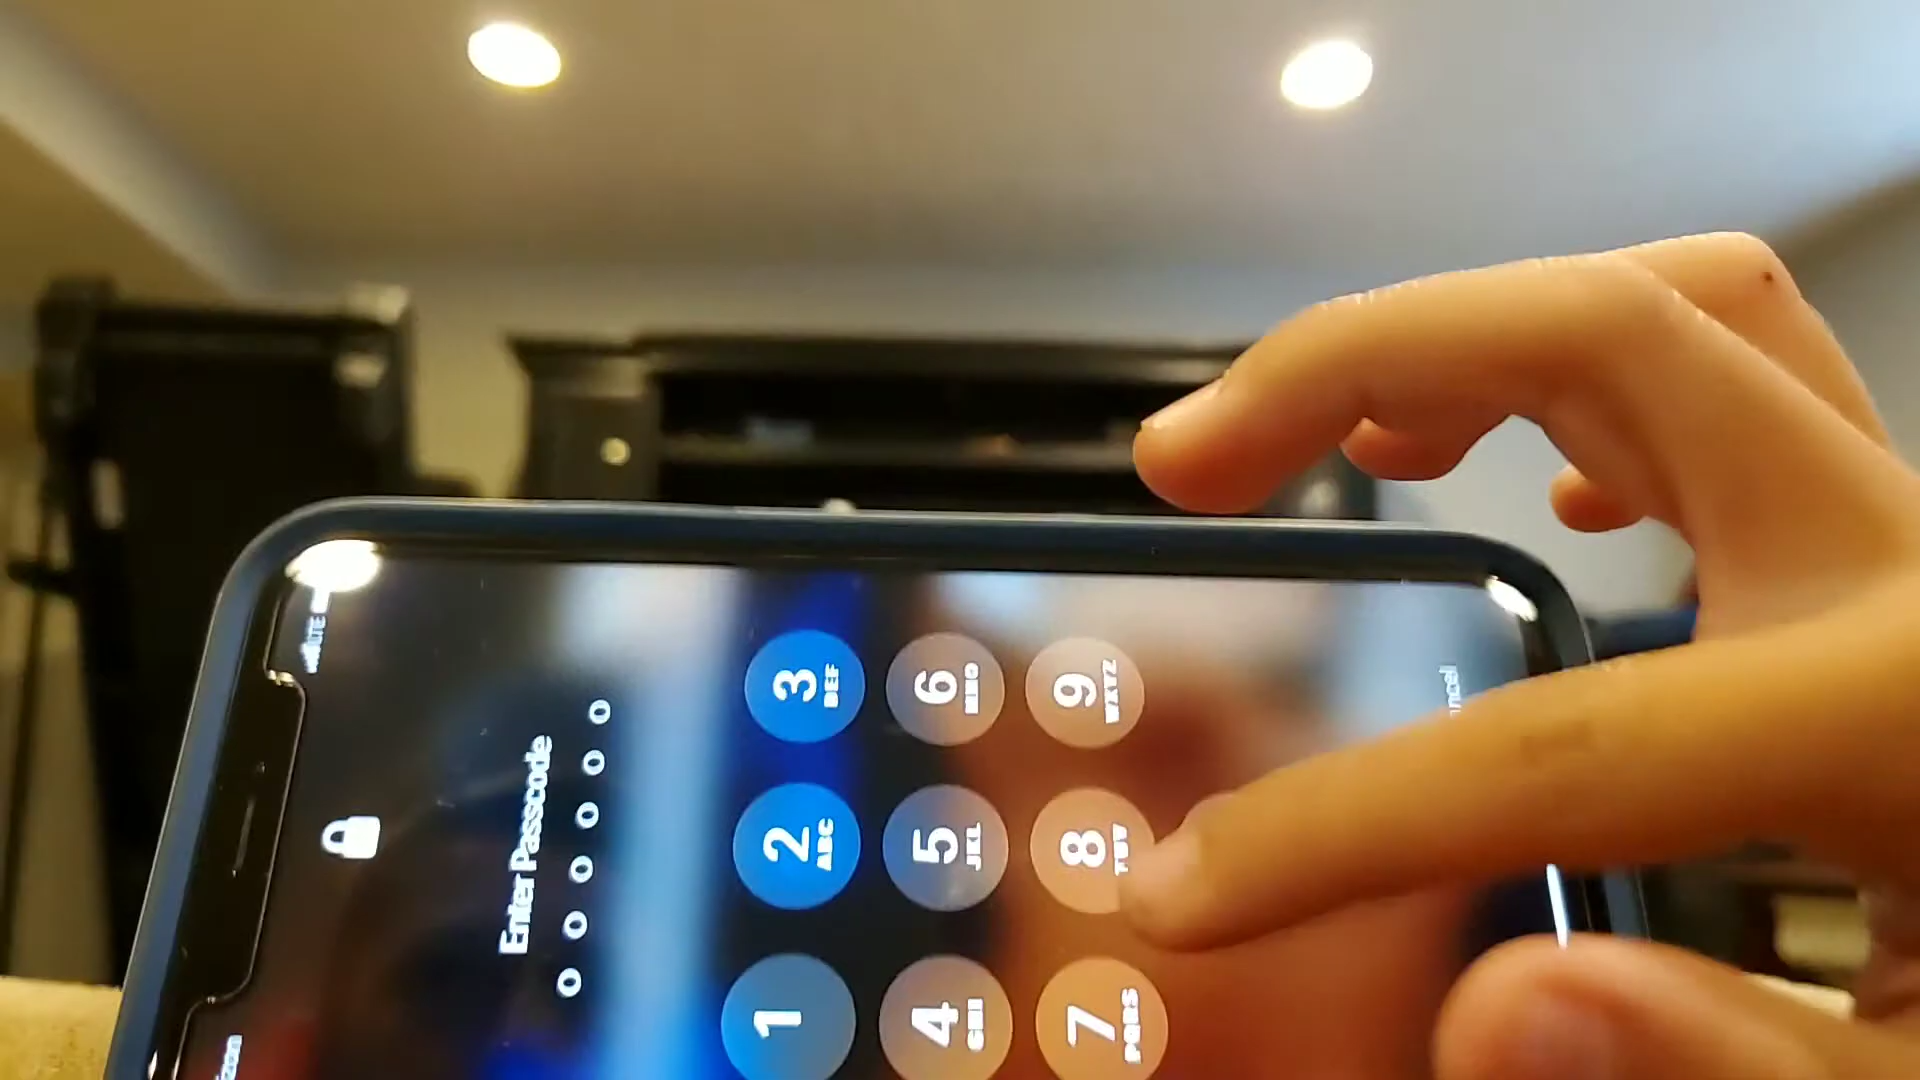 LTE
Enter Passcode
1
2
ABC
3
DEF
4
GHI
5
JKL
6
MNO
7
PQRS
8
TUV
9
WXYZ